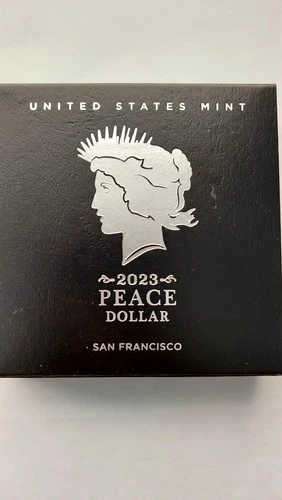 UNITED STATES MINT
2023
PEACE
DOLLAR
SAN FRANCISCO